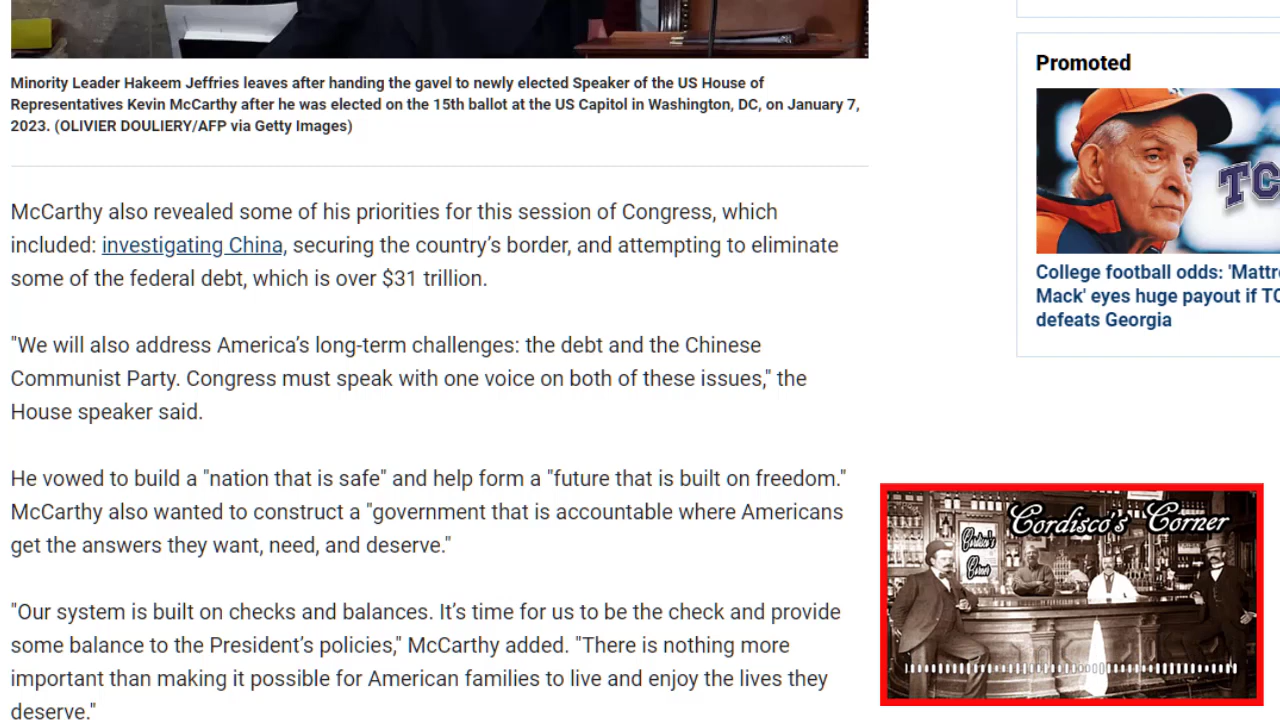 Minority Leader Hakeem Jeffries leaves after handing the gavel to newly elected Speaker of the US House of
Representatives Kevin McCarthy after he was elected on the 15th ballot at the US Capitol in Washington, DC, on January 7,
2023. (OLIVIER DOULIERY/AFP via Getty Images)
McCarthy also revealed some of his priorities for this session of Congress, which
included: investigating China, securing the country’s border, and attempting to eliminate
some of the federal debt, which is over $31 trillion.
"We will also address America’s long-term challenges: the debt and the Chinese
Communist Party. Congress must speak with one voice on both of these issues," the
House speaker said.
He vowed to build a "nation that is safe" and help form a "future that is built on freedom."
McCarthy also wanted to construct a "government that is accountable where Americans
get the answers they want, need, and deserve."
"Our system is built on checks and balances. It’s time for us to be the check and provide
some balance to the President’s policies," McCarthy added. "There is nothing more
important than making it possible for American families to live and enjoy the lives they
deserve."
Promoted
TC
College football odds: 'Mattr
Mack' eyes huge payout if TC
defeats Georgia
Cordisco's Corner
Cordisco's
Corner